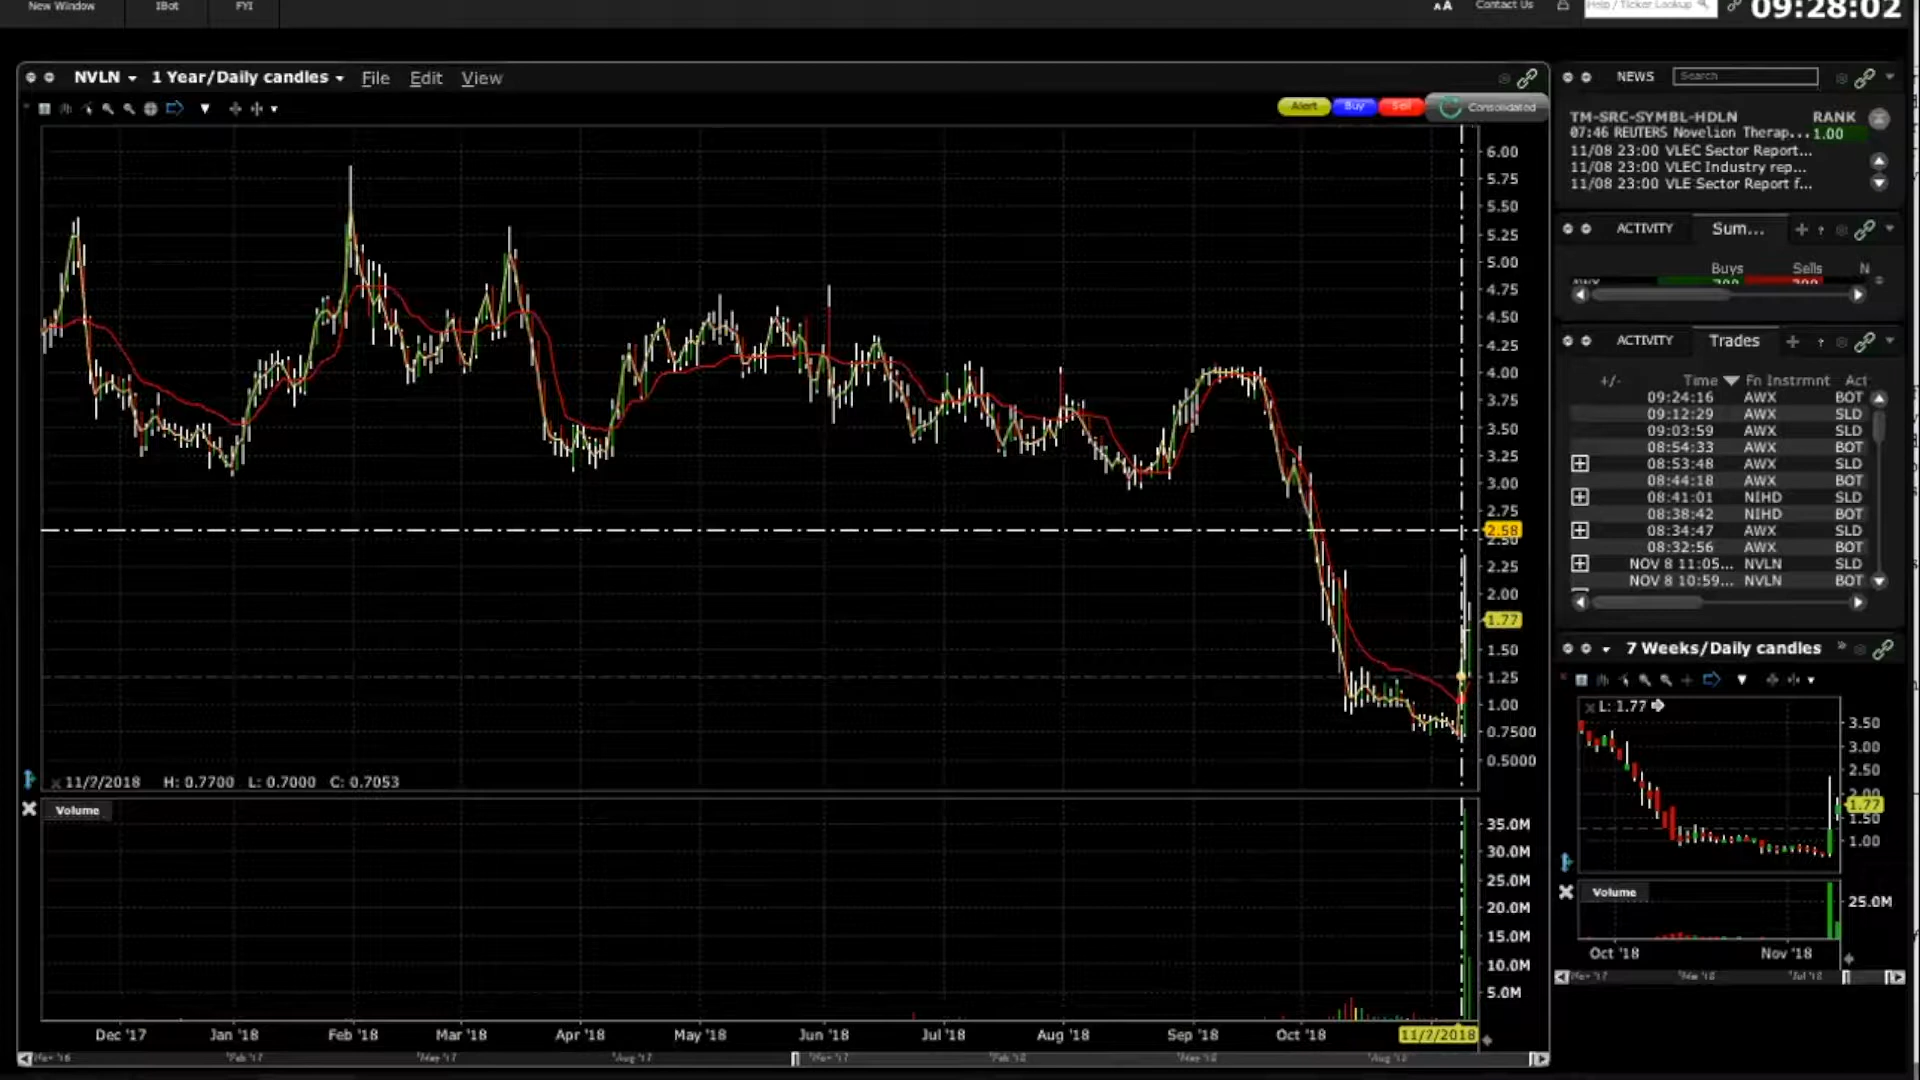 New Window IBot FYI
AA Contact Us Help / Ticker Lookup 09:28:02
NVLN 1 Year/Daily candles File Edit View
Alert Buy Sell Consolidated
6.00
5.75
5.50
5.25
5.00
4.75
4.50
4.25
4.00
3.75
3.50
3.25
3.00
2.75
2.58
2.50
2.25
2.00
1.77
1.50
1.25
1.00
0.7500
0.5000
11/7/2018 H: 0.7700 L: 0.7000 C: 0.7053
Volume
35.0M
30.0M
25.0M
20.0M
15.0M
10.0M
5.0M
Dec '17 Jan '18 Feb '18 Mar '18 Apr '18 May '18 Jun '18 Jul '18 Aug '18 Sep '18 Oct '18 11/7/2018
NEWS Search
TM-SRC-SYMBL-HDLN RANK
07:46 REUTERS Novelion Therap... 1.00
11/08 23:00 VLEC Sector Report...
11/08 23:00 VLEC Industry rep...
11/08 23:00 VLE Sector Report f...
ACTIVITY Sum... + ?
Buys Sells N
ACTIVITY Trades + ?
+/- Time Fn Instrmnt Act
09:24:16 AWX BOT
09:12:29 AWX SLD
09:03:59 AWX SLD
08:54:33 AWX BOT
08:53:48 AWX SLD
08:44:18 AWX BOT
08:41:01 NIHD SLD
08:38:42 NIHD BOT
08:34:47 AWX SLD
08:32:56 AWX BOT
NOV 8 11:05... NVLN SLD
NOV 8 10:59... NVLN BOT
7 Weeks/Daily candles
L: 1.77
3.50
3.00
2.50
2.00
1.77
1.50
1.00
Volume
25.0M
Oct '18 Nov '18